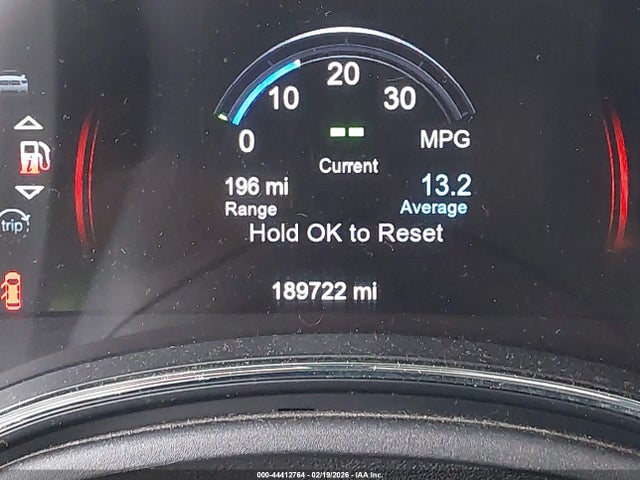 20
10
30
0
--
MPG
Current
196 mi
13.2
Range
Average
Hold OK to Reset
trip
189722 mi
000-44412764 - 02/19/2026 - IAA Inc.